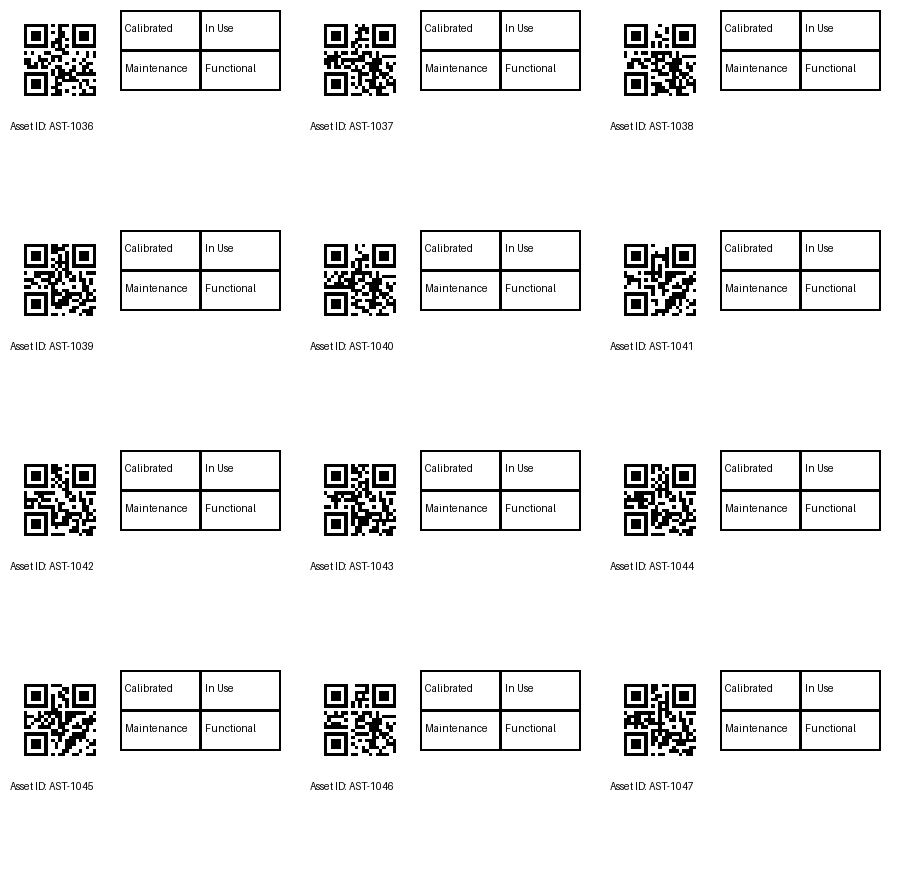 Calibrated In Use Calibrated In Use Calibrated In Use
Maintenance Functional Maintenance Functional Maintenance Functional
Asset ID: AST-1036 Asset ID: AST-1037 Asset ID: AST-1038
Calibrated In Use Calibrated In Use Calibrated In Use
Maintenance Functional Maintenance Functional Maintenance Functional
Asset ID: AST-1039 Asset ID: AST-1040 Asset ID: AST-1041
Calibrated In Use Calibrated In Use Calibrated In Use
Maintenance Functional Maintenance Functional Maintenance Functional
Asset ID: AST-1042 Asset ID: AST-1043 Asset ID: AST-1044
Calibrated In Use Calibrated In Use Calibrated In Use
Maintenance Functional Maintenance Functional Maintenance Functional
Asset ID: AST-1045 Asset ID: AST-1046 Asset ID: AST-1047